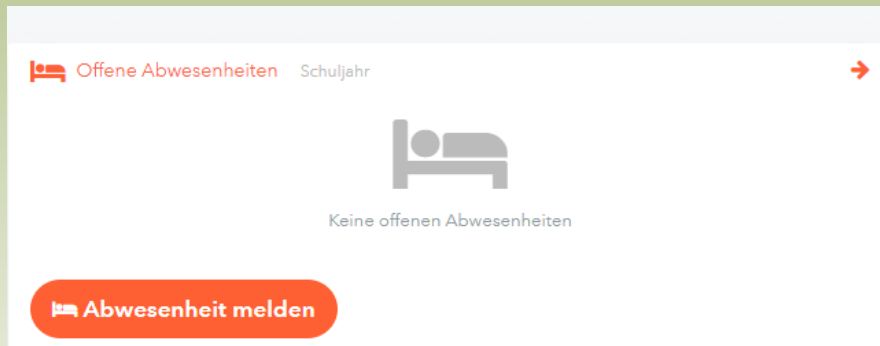 Offene Abwesenheiten Schuljahr
Keine offenen Abwesenheiten
Abwesenheit melden